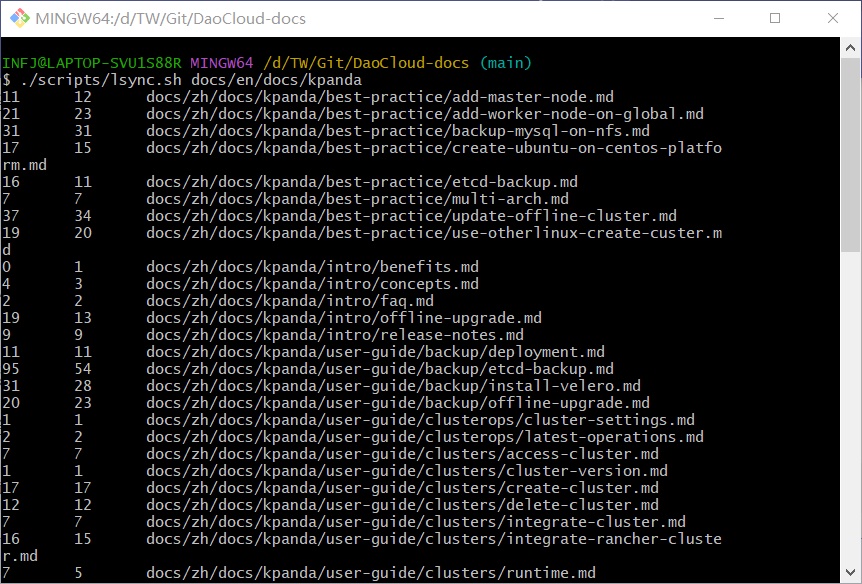 MINGW64:/d/TW/Git/DaoCloud-docs
INFJ@LAPTOP-SVU1S88R MINGW64 /d/TW/Git/DaoCloud-docs (main)
$ ./scripts/lsync.sh docs/en/docs/kpanda
11 12 docs/zh/docs/kpanda/best-practice/add-master-node.md
21 23 docs/zh/docs/kpanda/best-practice/add-worker-node-on-global.md
31 31 docs/zh/docs/kpanda/best-practice/backup-mysql-on-nfs.md
17 15 docs/zh/docs/kpanda/best-practice/create-ubuntu-on-centos-platfo
rm.md
16 11 docs/zh/docs/kpanda/best-practice/etcd-backup.md
7 7 docs/zh/docs/kpanda/best-practice/multi-arch.md
37 34 docs/zh/docs/kpanda/best-practice/update-offline-cluster.md
19 20 docs/zh/docs/kpanda/best-practice/use-otherlinux-create-custer.m
d
0 1 docs/zh/docs/kpanda/intro/benefits.md
4 3 docs/zh/docs/kpanda/intro/concepts.md
2 2 docs/zh/docs/kpanda/intro/faq.md
19 13 docs/zh/docs/kpanda/intro/offline-upgrade.md
9 9 docs/zh/docs/kpanda/intro/release-notes.md
11 11 docs/zh/docs/kpanda/user-guide/backup/deployment.md
95 54 docs/zh/docs/kpanda/user-guide/backup/etcd-backup.md
31 28 docs/zh/docs/kpanda/user-guide/backup/install-velero.md
20 23 docs/zh/docs/kpanda/user-guide/backup/offline-upgrade.md
1 1 docs/zh/docs/kpanda/user-guide/clusterops/cluster-settings.md
2 2 docs/zh/docs/kpanda/user-guide/clusterops/latest-operations.md
7 7 docs/zh/docs/kpanda/user-guide/clusters/access-cluster.md
1 1 docs/zh/docs/kpanda/user-guide/clusters/cluster-version.md
17 17 docs/zh/docs/kpanda/user-guide/clusters/create-cluster.md
12 12 docs/zh/docs/kpanda/user-guide/clusters/delete-cluster.md
7 7 docs/zh/docs/kpanda/user-guide/clusters/integrate-cluster.md
16 15 docs/zh/docs/kpanda/user-guide/clusters/integrate-rancher-cluste
r.md
7 5 docs/zh/docs/kpanda/user-guide/clusters/runtime.md